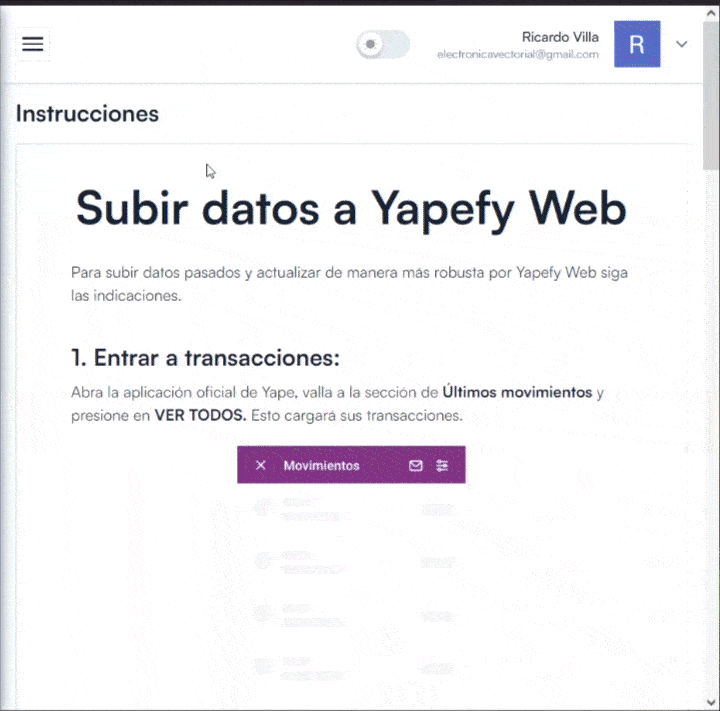 Ricardo Villa
electronicavectorial@gmail.com
R
Instrucciones
Subir datos a Yapefy Web
Para subir datos pasados y actualizar de manera más robusta por Yapefy Web siga
las indicaciones.
1. Entrar a transacciones:
Abra la aplicación oficial de Yape, valla a la sección de Últimos movimientos y
presione en VER TODOS. Esto cargará sus transacciones.
Movimientos